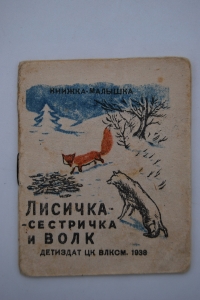 КНИЖКА-МАЛЫШКА
ЛИСИЧКА-
-СЕСТРИЧКА
И ВОЛК
ДЕТИЗДАТ ЦК ВЛКСМ. 1938